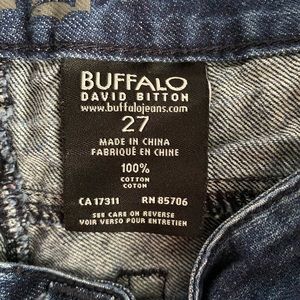 BUFFALO
DAVID BITTON
www.buffalojeans.com
27
MADE IN CHINA
FABRIQUÉ EN CHINE
100%
COTTON
COTON
CA 17311 RN 85706
SEE CARE ON REVERSE
VOIR VERSO POUR ENTRETIEN